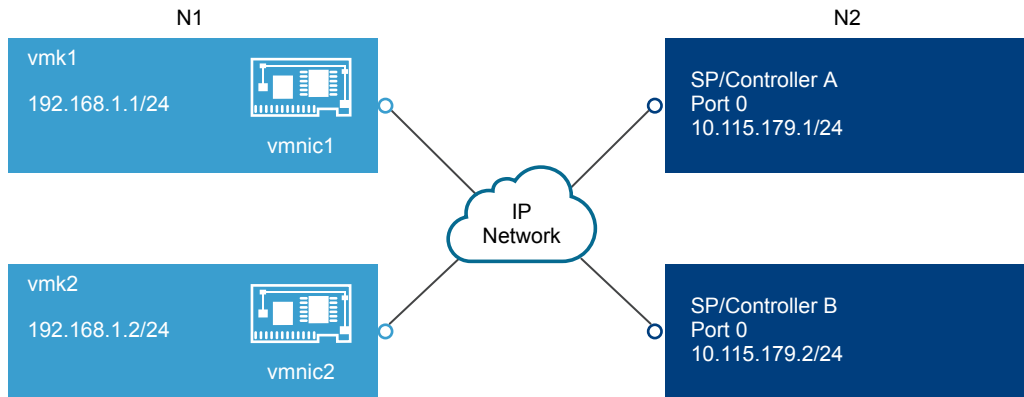 N1
N2
vmk1
192.168.1.1/24
vmnic1
SP/Controller A
Port 0
10.115.179.1/24
IP
Network
vmk2
192.168.1.2/24
vmnic2
SP/Controller B
Port 0
10.115.179.2/24